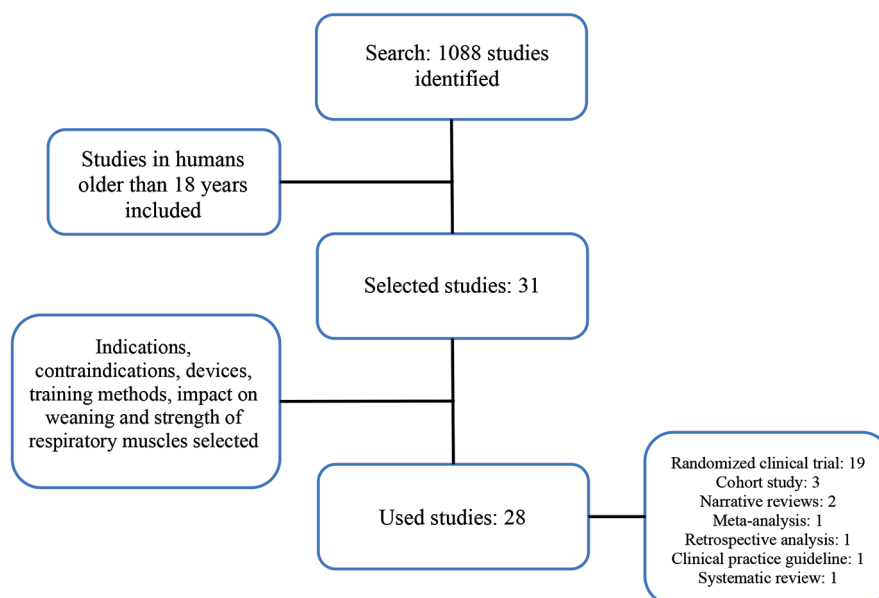 Search: 1088 studies
identified
Studies in humans
older than 18 years
included
Selected studies: 31
Indications,
contraindications, devices,
training methods, impact on
weaning and strength of
respiratory muscles selected
Used studies: 28
Randomized clinical trial: 19
Cohort study: 3
Narrative reviews: 2
Meta-analysis: 1
Retrospective analysis: 1
Clinical practice guideline: 1
Systematic review: 1